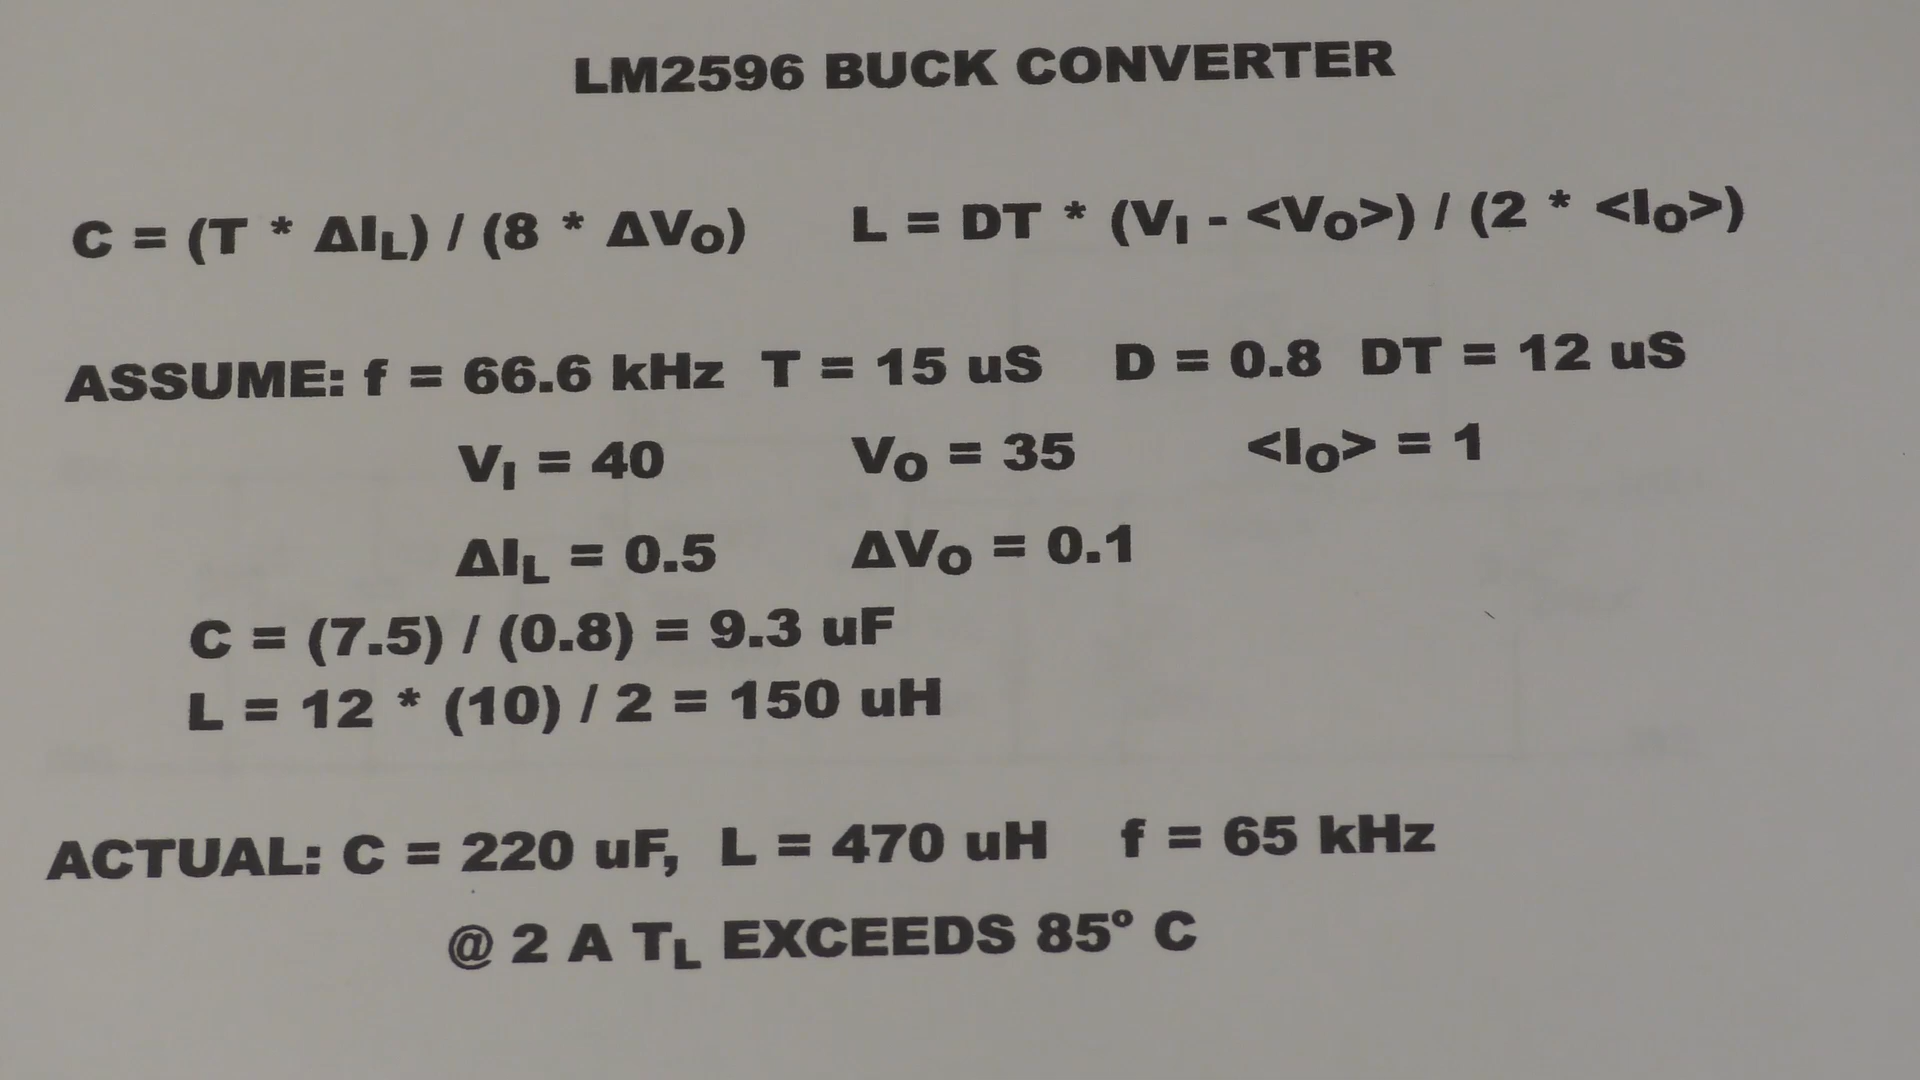 LM2596 BUCK CONVERTER
C = (T * ΔIL) / (8 * ΔVO) L = DT * (VI - <VO>) / (2 * <IO>)
ASSUME: f = 66.6 kHz T = 15 uS D = 0.8 DT = 12 uS
VI = 40 VO = 35 <IO> = 1
ΔIL = 0.5 ΔVO = 0.1
C = (7.5) / (0.8) = 9.3 uF
L = 12 * (10) / 2 = 150 uH
ACTUAL: C = 220 uF, L = 470 uH f = 65 kHz
@ 2 A TL EXCEEDS 85º C